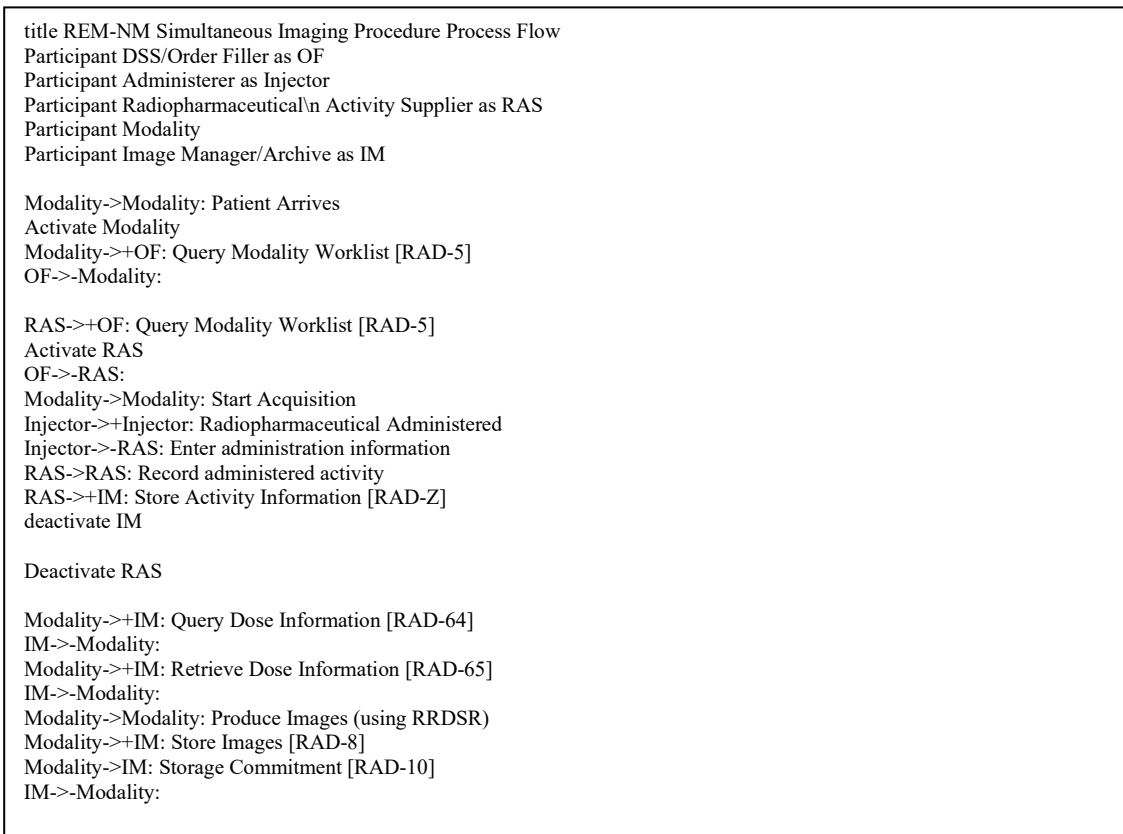 title REM-NM Simultaneous Imaging Procedure Process Flow
Participant DSS/Order Filler as OF
Participant Administerer as Injector
Participant Radiopharmaceutical\n Activity Supplier as RAS
Participant Modality
Participant Image Manager/Archive as IM
Modality->Modality: Patient Arrives
Activate Modality
Modality->+OF: Query Modality Worklist [RAD-5]
OF->-Modality:
RAS->+OF: Query Modality Worklist [RAD-5]
Activate RAS
OF->-RAS:
Modality->Modality: Start Acquisition
Injector->+Injector: Radiopharmaceutical Administered
Injector->-RAS: Enter administration information
RAS->RAS: Record administered activity
RAS->+IM: Store Activity Information [RAD-Z]
deactivate IM
Deactivate RAS
Modality->+IM: Query Dose Information [RAD-64]
IM->-Modality:
Modality->+IM: Retrieve Dose Information [RAD-65]
IM->-Modality:
Modality->Modality: Produce Images (using RRDSR)
Modality->+IM: Store Images [RAD-8]
Modality->IM: Storage Commitment [RAD-10]
IM->-Modality: